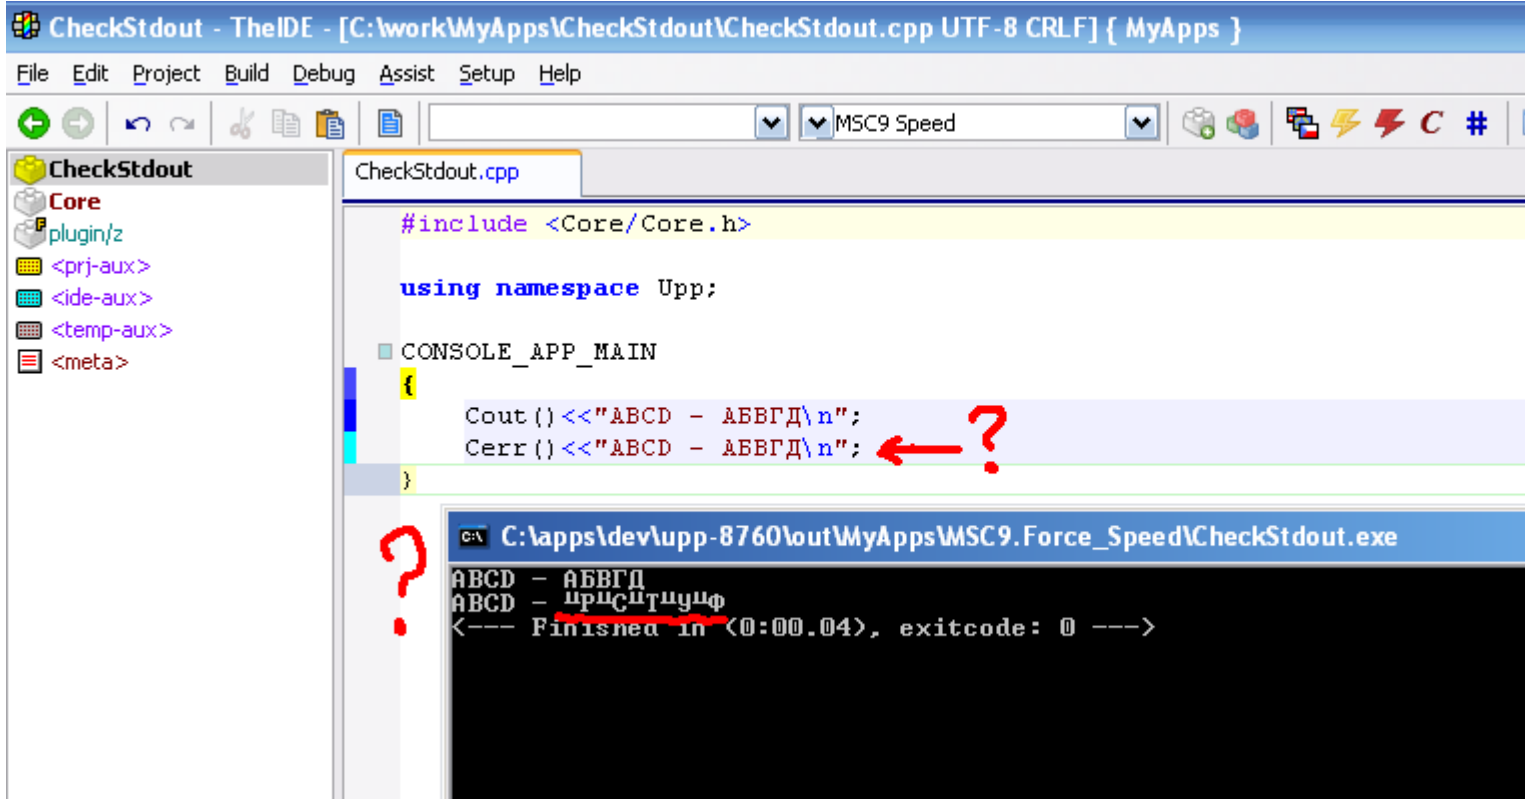 CheckStdout - TheIDE - [C:\work\MyApps\CheckStdout\CheckStdout.cpp UTF-8 CRLF] { MyApps }
File Edit Project Build Debug Assist Setup Help
MSC9 Speed C #
CheckStdout
Core
plugin/z
<prj-aux>
<ide-aux>
<temp-aux>
<meta>
CheckStdout.cpp
#include <Core/Core.h>
using namespace Upp;
CONSOLE_APP_MAIN
{
Cout()<<"ABCD - АБВГД\n";
Cerr()<<"ABCD - АБВГД\n"; ?
}
?
C:\apps\dev\upp-8760\out\MyApps\MSC9.Force_Speed\CheckStdout.exe
ABCD - АБВГД
ABCD - ╨Р╨С╨Т╨У╨Ф
<--- Finished in (0:00.04), exitcode: 0 --->